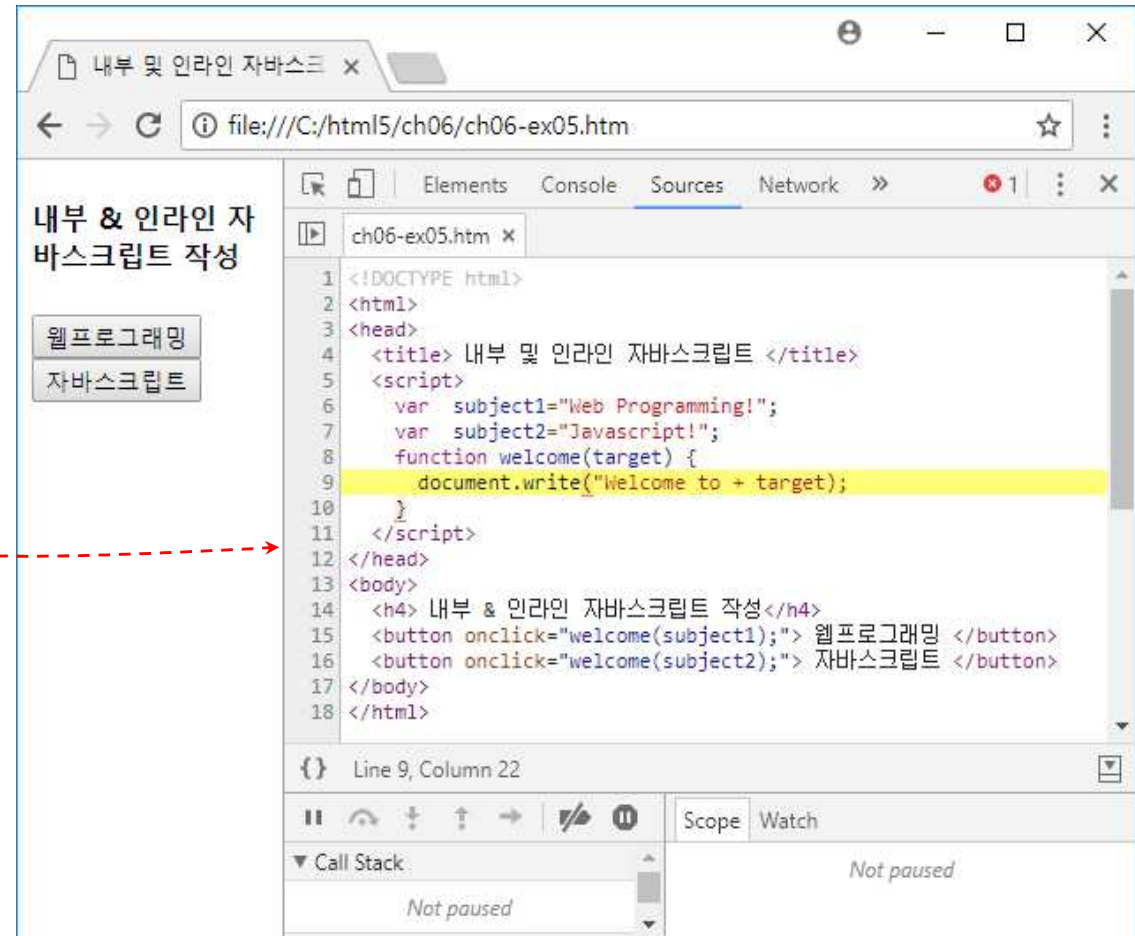 내부 및 인라인 자바스크
file:///C:/html5/ch06/ch06-ex05.htm
내부 & 인라인 자
바스크립트 작성
웹프로그래밍
자바스크립트
Elements Console Sources Network » 1
ch06-ex05.htm
1 <!DOCTYPE html>
2 <html>
3 <head>
4 <title> 내부 및 인라인 자바스크립트 </title>
5 <script>
6 var subject1="Web Programming!";
7 var subject2="Javascript!";
8 function welcome(target) {
9 document.write("Welcome to + target);
10 }
11 </script>
12 </head>
13 <body>
14 <h4> 내부 & 인라인 자바스크립트 작성</h4>
15 <button onclick="welcome(subject1);"> 웹프로그래밍 </button>
16 <button onclick="welcome(subject2);"> 자바스크립트 </button>
17 </body>
18 </html>
{} Line 9, Column 22
Scope Watch
Call Stack
Not paused
Not paused